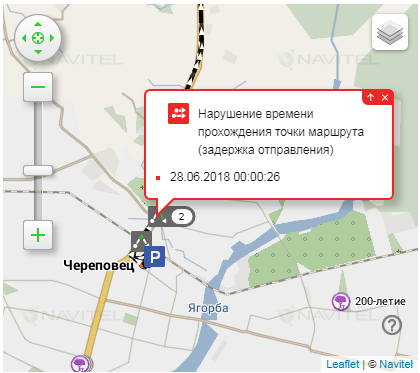 NAVITEL
NAVITEL
Нарушение времени
прохождения точки маршрута
(задержка отправления)
28.06.2018 00:00:26
2
P
Череповец
Ягорба
200-летие
NAVITEL
NAVITEL
?
Leaflet | © Navitel